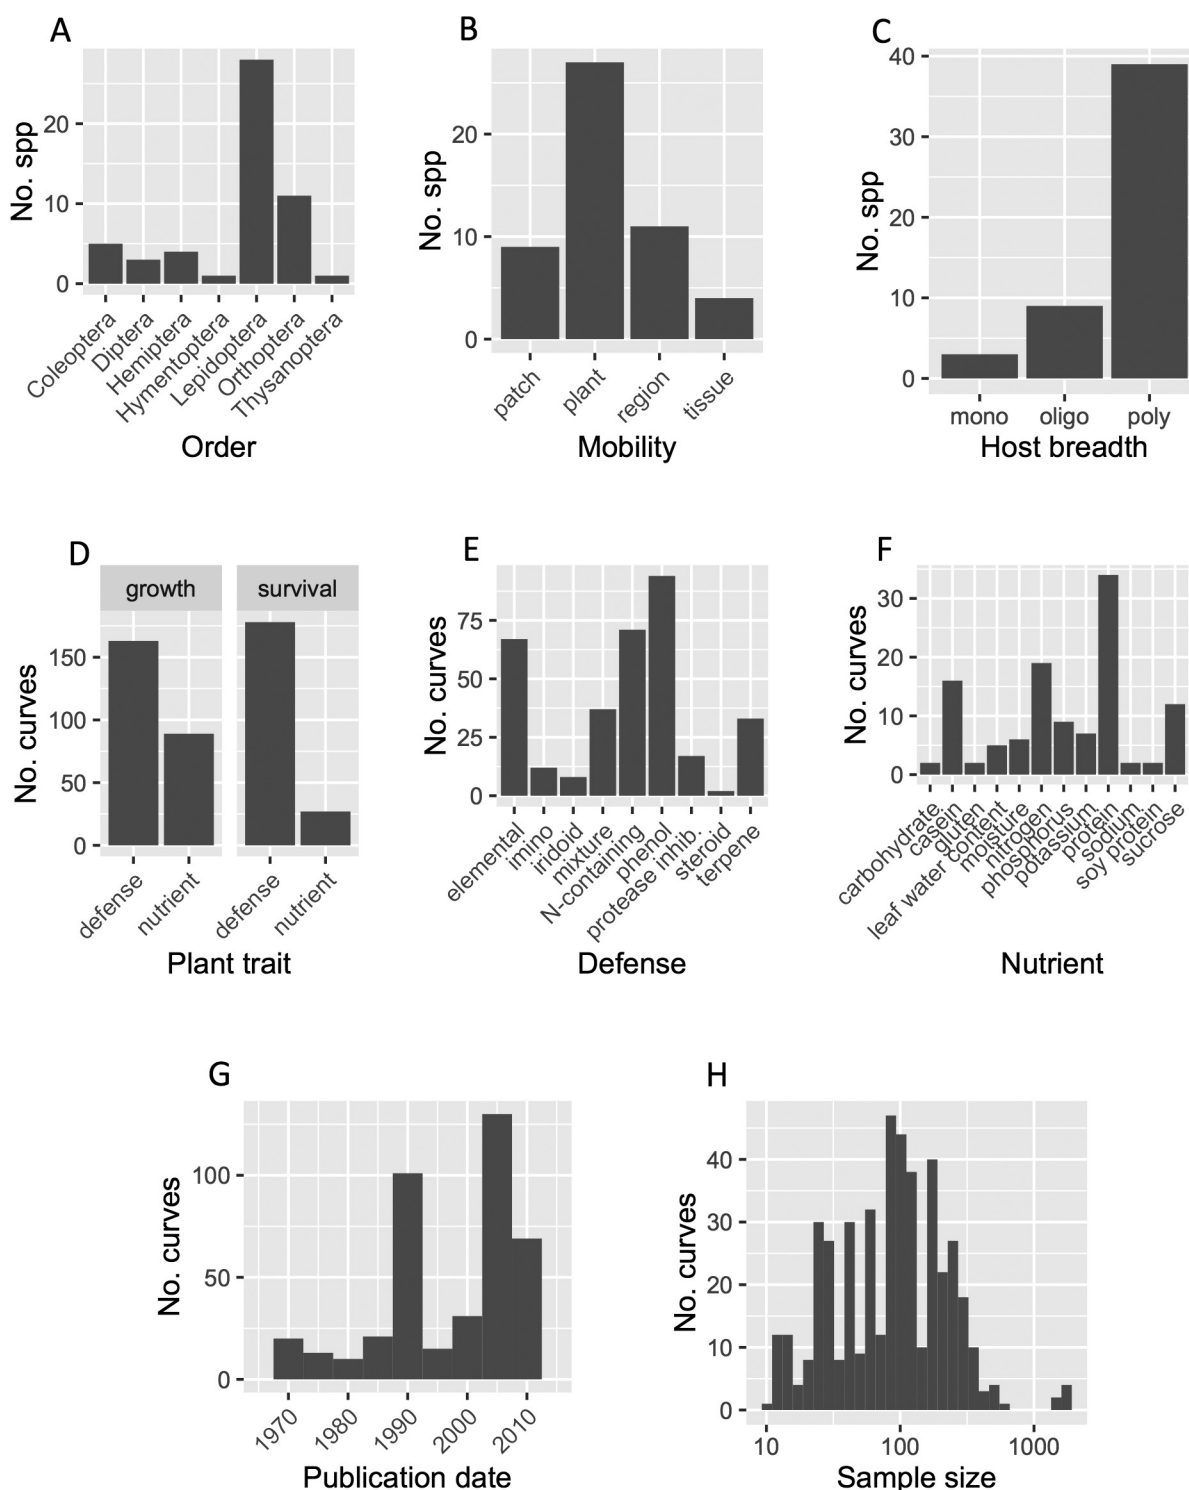 A
No. spp
20
10
0
Coleoptera
Diptera
Hemiptera
Hymentoptera
Lepidoptera
Orthoptera
Thysanoptera
Order
B
No. spp
20
10
0
patch
plant
region
tissue
Mobility
C
No. spp
40
30
20
10
0
mono
oligo
poly
Host breadth
D
growth
survival
No. curves
150
100
50
0
defense
nutrient
defense
nutrient
Plant trait
E
No. curves
75
50
25
0
elemental
imino
iridoid
mixture
N-containing
phenol
protease inhib.
steroid
terpene
Defense
F
No. curves
30
20
10
0
carbohydrate
casein
gluten
leaf water content
moisture
nitrogen
phosphorus
potassium
protein
sodium
soy protein
sucrose
Nutrient
G
No. curves
100
50
0
1970
1980
1990
2000
2010
Publication date
H
No. curves
40
30
20
10
0
10
100
1000
Sample size